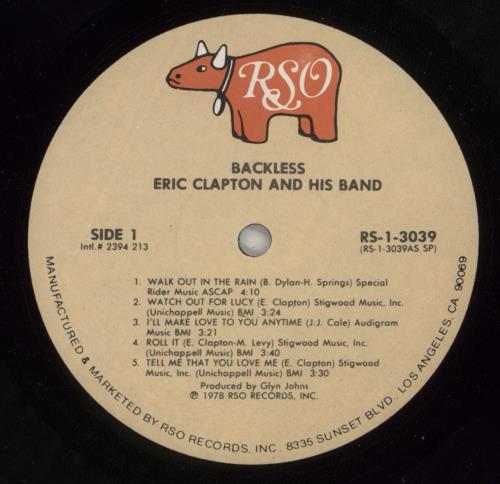 RSO
BACKLESS
ERIC CLAPTON AND HIS BAND
SIDE 1
Intl.# 2394 213
RS-1-3039
(RS-1-3039AS SP)
1. WALK OUT IN THE RAIN (B. Dylan-H. Springs) Special
Rider Music ASCAP 4:10
2. WATCH OUT FOR LUCY (E. Clapton) Stigwood Music, Inc.
(Unichappell Music) BMI 3:24
3. I'LL MAKE LOVE TO YOU ANYTIME (J.J. Cale) Audigram
Music BMI 3:21
4. ROLL IT (E. Clapton-M. Levy) Stigwood Music, Inc.
(Unichappell Music) BMI 3:40
5. TELL ME THAT YOU LOVE ME (E. Clapton) Stigwood
Music, Inc. (Unichappell Music) BMI 3:30
Produced by Glyn Johns
℗ 1978 RSO RECORDS, INC.
MANUFACTURED & MARKETED BY RSO RECORDS, INC. 8335 SUNSET BLVD., LOS ANGELES, CA. 90069